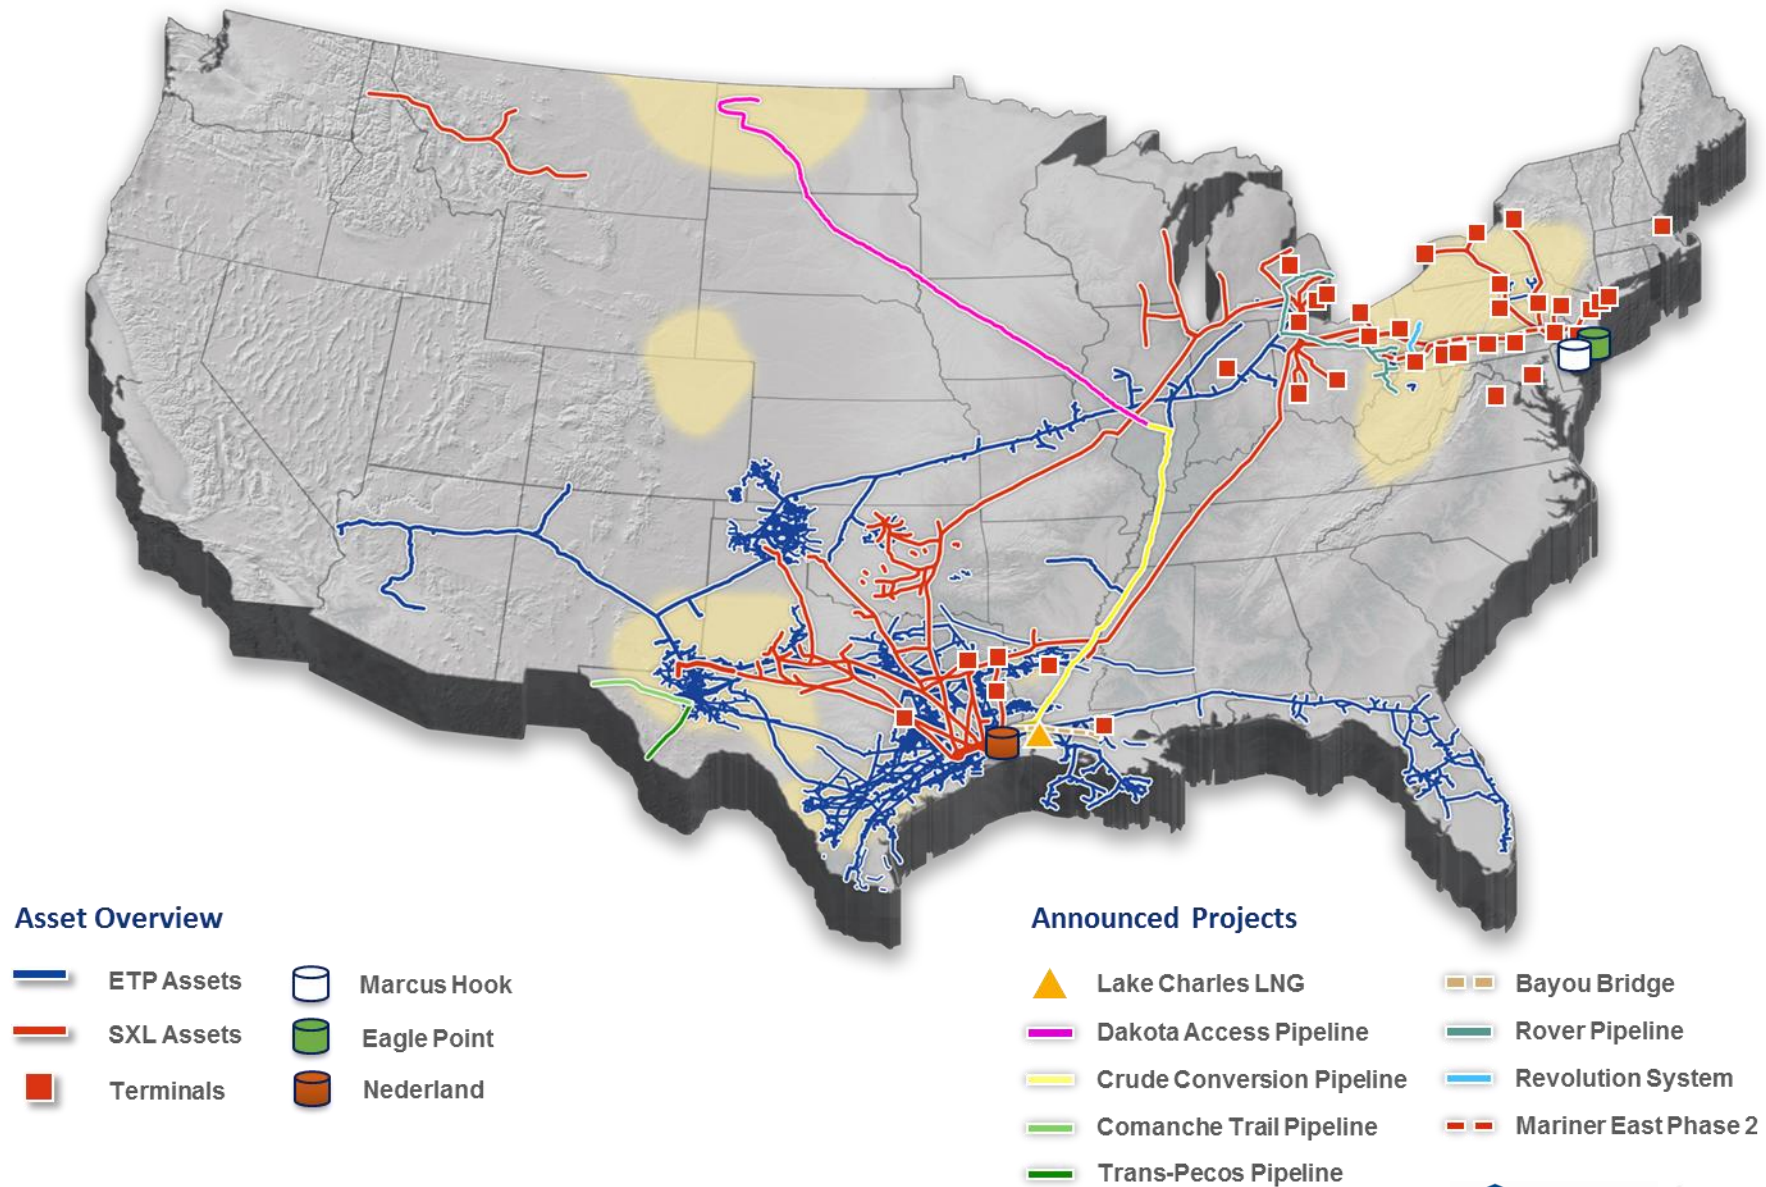 Asset Overview
ETP Assets
SXL Assets
Terminals
Marcus Hook
Eagle Point
Nederland
Announced Projects
Lake Charles LNG
Dakota Access Pipeline
Crude Conversion Pipeline
Comanche Trail Pipeline
Trans-Pecos Pipeline
Bayou Bridge
Rover Pipeline
Revolution System
Mariner East Phase 2